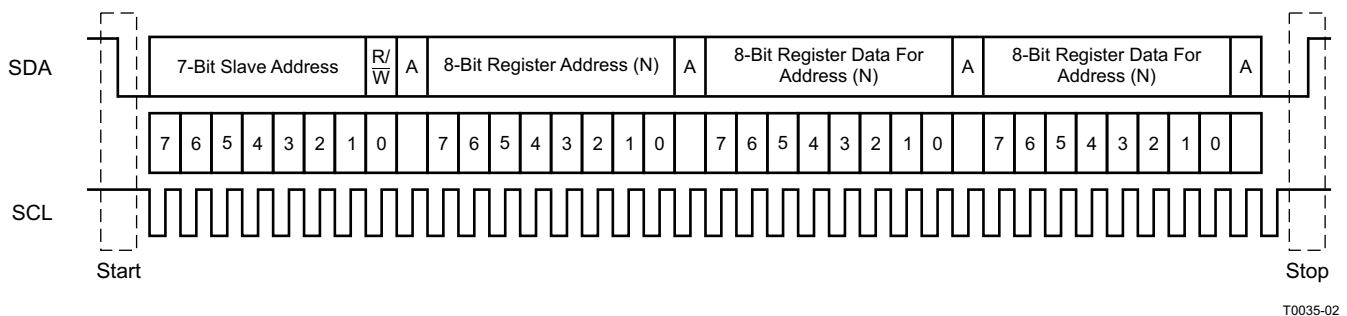 SDA
7-Bit Slave Address
R/
W
A
8-Bit Register Address (N)
A
8-Bit Register Data For
Address (N)
A
8-Bit Register Data For
Address (N)
A
7 6 5 4 3 2 1 0 7 6 5 4 3 2 1 0 7 6 5 4 3 2 1 0 7 6 5 4 3 2 1 0
SCL
Start
Stop
T0035-02